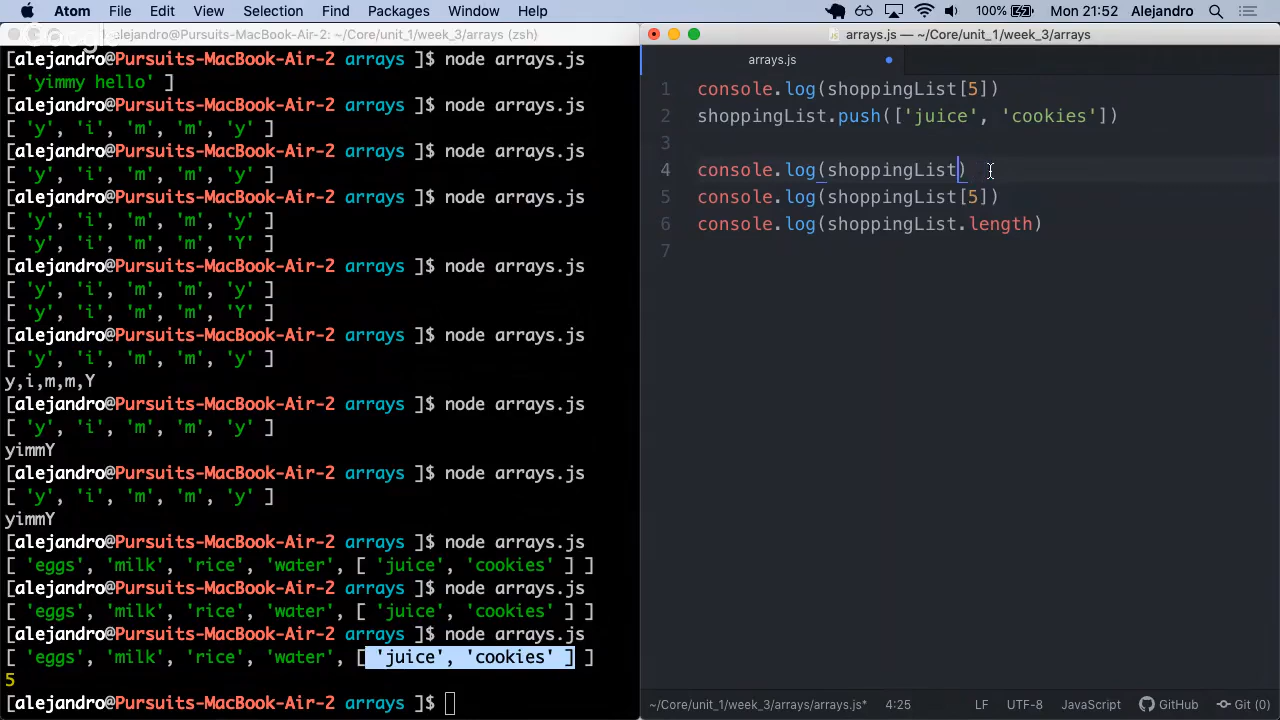 Atom File Edit View Selection Find Packages Window Help 100% Mon 21:52 Alejandro
alejandro@Pursuits-MacBook-Air-2: ~/Core/unit_1/week_3/arrays (zsh)
[alejandro@Pursuits-MacBook-Air-2 arrays ]$ node arrays.js
[ 'yimmy hello' ]
[alejandro@Pursuits-MacBook-Air-2 arrays ]$ node arrays.js
[ 'y', 'i', 'm', 'm', 'y' ]
[alejandro@Pursuits-MacBook-Air-2 arrays ]$ node arrays.js
[ 'y', 'i', 'm', 'm', 'y' ]
[alejandro@Pursuits-MacBook-Air-2 arrays ]$ node arrays.js
[ 'y', 'i', 'm', 'm', 'y' ]
[ 'y', 'i', 'm', 'm', 'Y' ]
[alejandro@Pursuits-MacBook-Air-2 arrays ]$ node arrays.js
[ 'y', 'i', 'm', 'm', 'y' ]
[ 'y', 'i', 'm', 'm', 'Y' ]
[alejandro@Pursuits-MacBook-Air-2 arrays ]$ node arrays.js
[ 'y', 'i', 'm', 'm', 'y' ]
y,i,m,m,Y
[alejandro@Pursuits-MacBook-Air-2 arrays ]$ node arrays.js
[ 'y', 'i', 'm', 'm', 'y' ]
yimmY
[alejandro@Pursuits-MacBook-Air-2 arrays ]$ node arrays.js
[ 'y', 'i', 'm', 'm', 'y' ]
yimmY
[alejandro@Pursuits-MacBook-Air-2 arrays ]$ node arrays.js
[ 'eggs', 'milk', 'rice', 'water', [ 'juice', 'cookies' ] ]
[alejandro@Pursuits-MacBook-Air-2 arrays ]$ node arrays.js
[ 'eggs', 'milk', 'rice', 'water', [ 'juice', 'cookies' ] ]
[alejandro@Pursuits-MacBook-Air-2 arrays ]$ node arrays.js
[ 'eggs', 'milk', 'rice', 'water', [ 'juice', 'cookies' ] ]
5
[alejandro@Pursuits-MacBook-Air-2 arrays ]$
arrays.js — ~/Core/unit_1/week_3/arrays
arrays.js
1 console.log(shoppingList[5])
2 shoppingList.push(['juice', 'cookies'])
3
4 console.log(shoppingList)
5 console.log(shoppingList[5])
6 console.log(shoppingList.length)
7
~/Core/unit_1/week_3/arrays/arrays.js* 4:25 LF UTF-8 JavaScript GitHub Git (0)